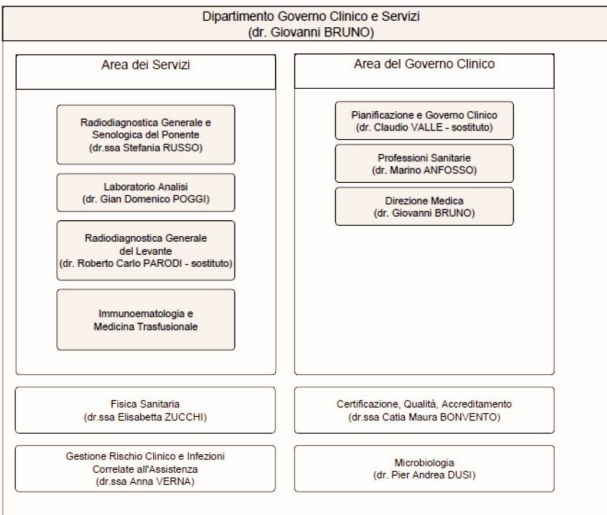 Dipartimento Governo Clinico e Servizi
(dr. Giovanni BRUNO)
Area dei Servizi
Radiodiagnostica Generale e
Senologica del Ponente
(dr.ssa Stefania RUSSO)
Laboratorio Analisi
(dr. Gian Domenico POGGI)
Radiodiagnostica Generale
del Levante
(dr. Roberto Carlo PARODI - sostituto)
Immunoematologia e
Medicina Trasfusionale
Area del Governo Clinico
Pianificazione e Governo Clinico
(dr. Claudio VALLE - sostituto)
Professioni Sanitarie
(dr. Marino ANFOSSO)
Direzione Medica
(dr. Giovanni BRUNO)
Fisica Sanitaria
(dr.ssa Elisabetta ZUCCHI)
Certificazione, Qualità, Accreditamento
(dr.ssa Catia Maura BONVENTO)
Gestione Rischio Clinico e Infezioni
Correlate all'Assistenza
(dr.ssa Anna VERNA)
Microbiologia
(dr. Pier Andrea DUSI)